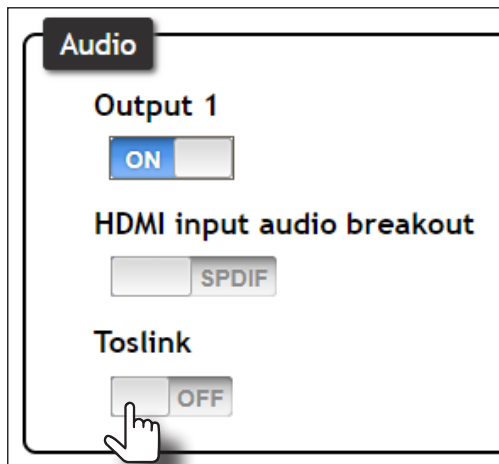 Audio
Output 1
ON
HDMI input audio breakout
SPDIF
Toslink
OFF